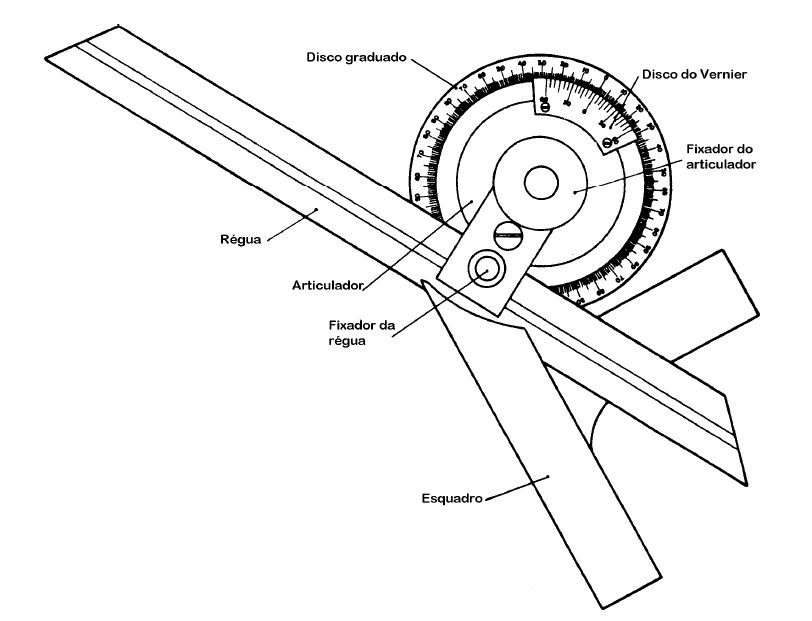 Disco graduado
Disco do Vernier
Fixador do
articulador
Régua
Articulador
Fixador da
régua
Esquadro